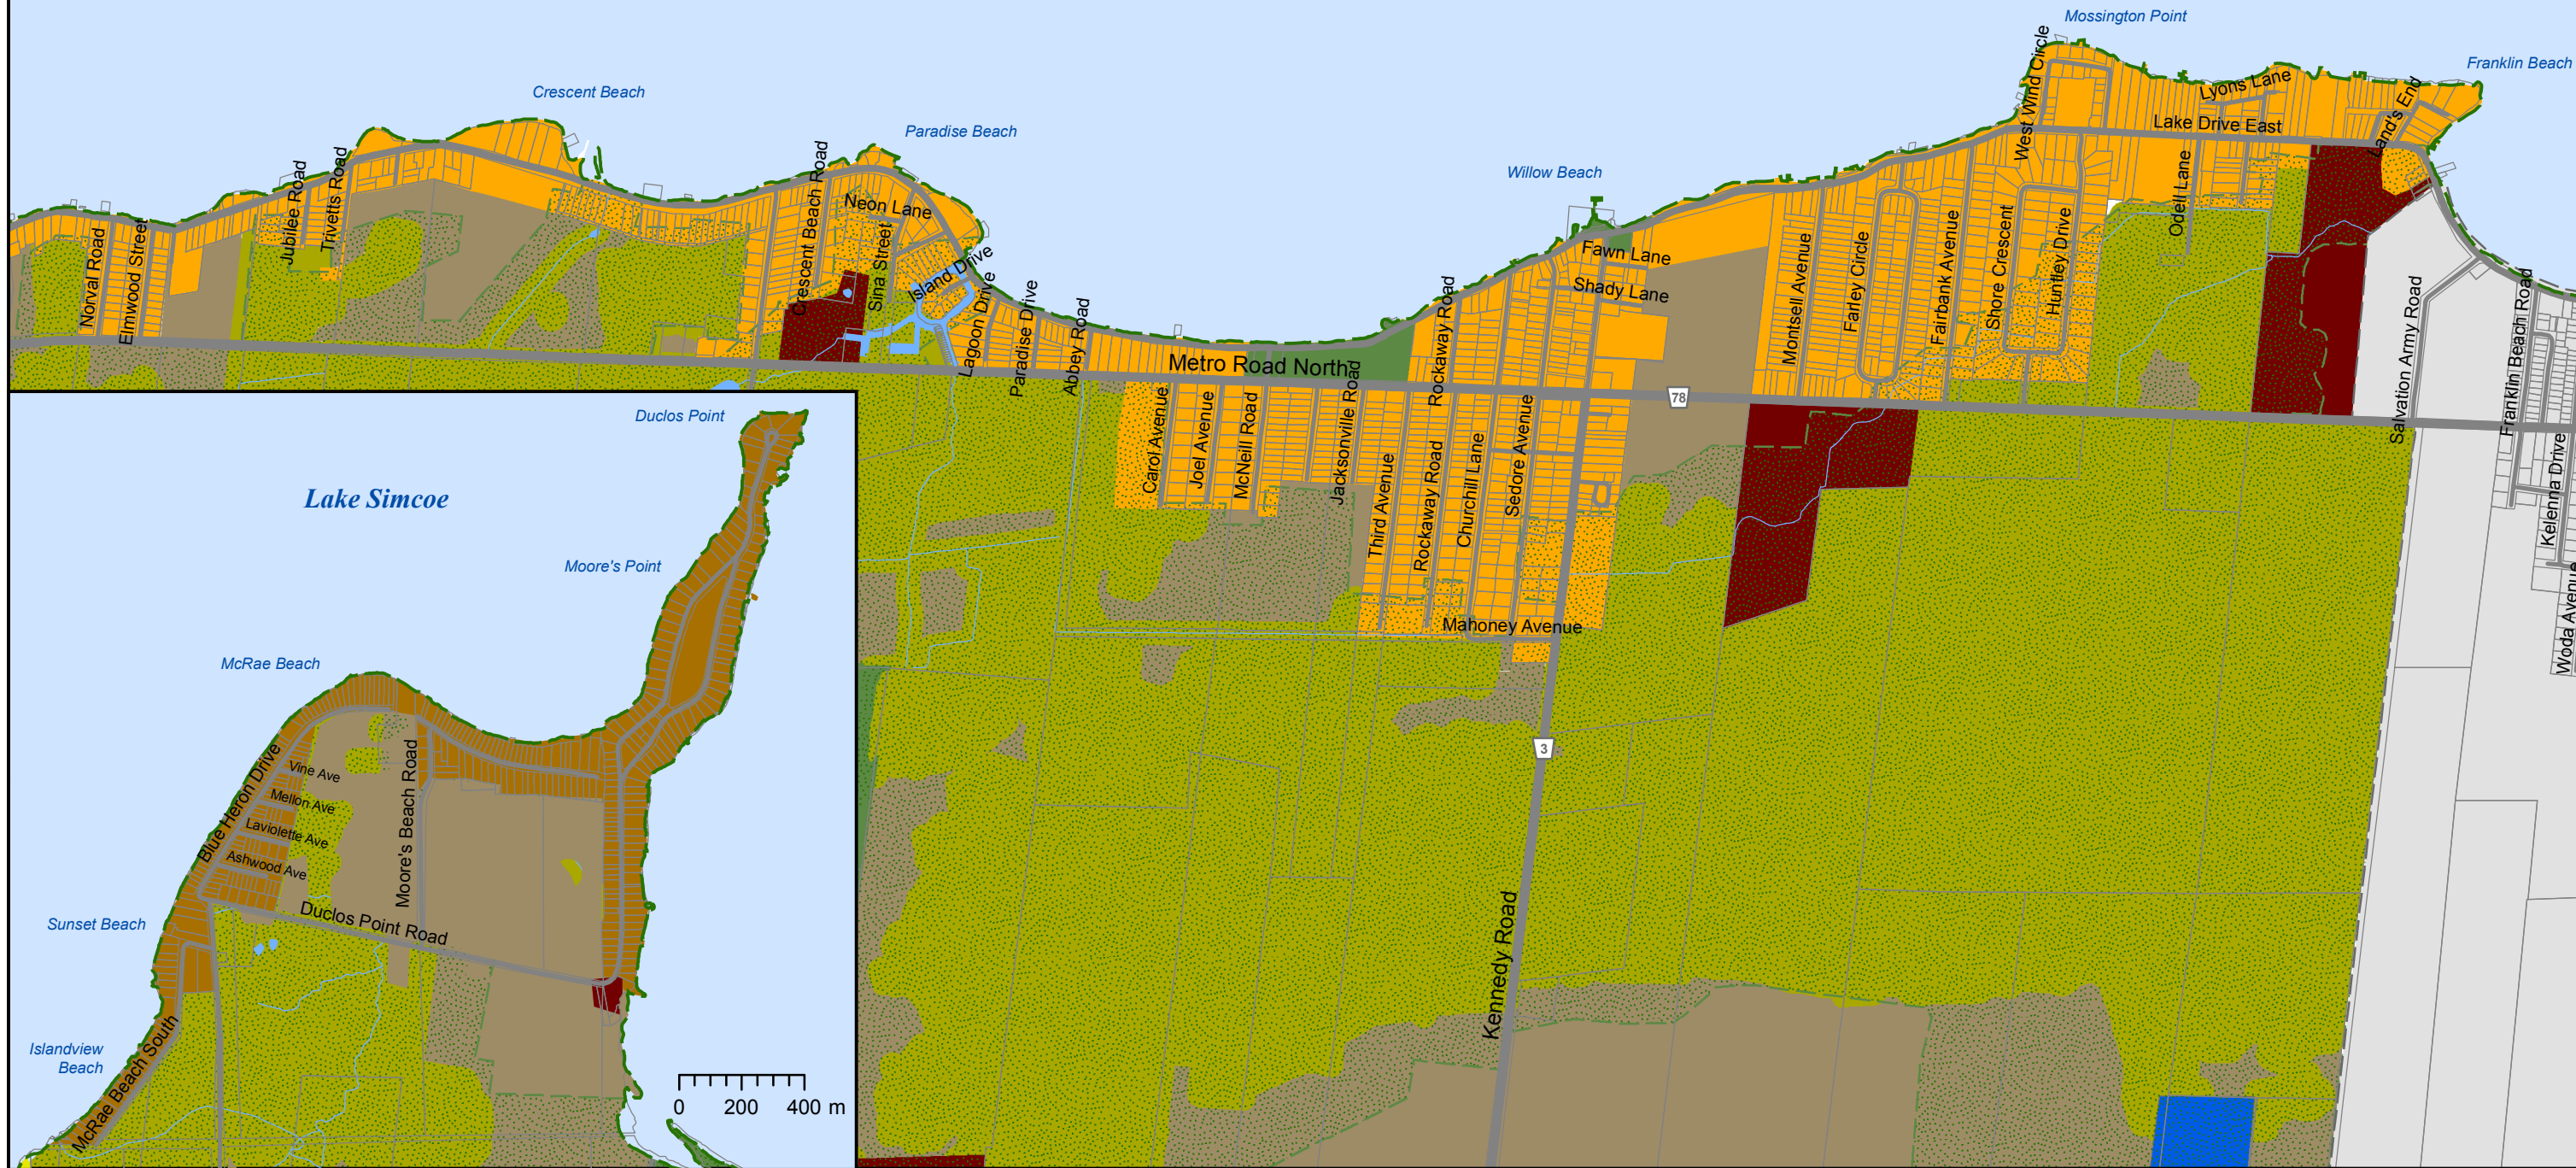 Mossington Point
Franklin Beach
Crescent Beach
Paradise Beach
Willow Beach
West Wind Circle
Lyons Lane
Land's End
Lake Drive East
Odell Lane
Jubilee Road
Trivetts Road
Norval Road
Elmwood Street
Crescent Beach Road
Neon Lane
Sina Street
Island Drive
Lagoon Drive
Paradise Drive
Abbey Road
Metro Road North
Rockaway Road
Fawn Lane
Shady Lane
Montsell Avenue
Farley Circle
Fairbank Avenue
Shore Crescent
Huntley Drive
Salvation Army Road
Franklin Beach Road
Kelenna Drive
Woda Avenue
78
Carol Avenue
Joel Avenue
McNeill Road
Jacksonville Road
Third Avenue
Rockaway Road
Churchill Lane
Sedore Avenue
Mahoney Avenue
3
Kennedy Road
Duclos Point
Lake Simcoe
Moore's Point
McRae Beach
Blue Heron Drive
Vine Ave
Mellon Ave
Laviolette Ave
Ashwood Ave
Moore's Beach Road
Duclos Point Road
Sunset Beach
Islandview
Beach
McRae Beach South
0 200 400 m